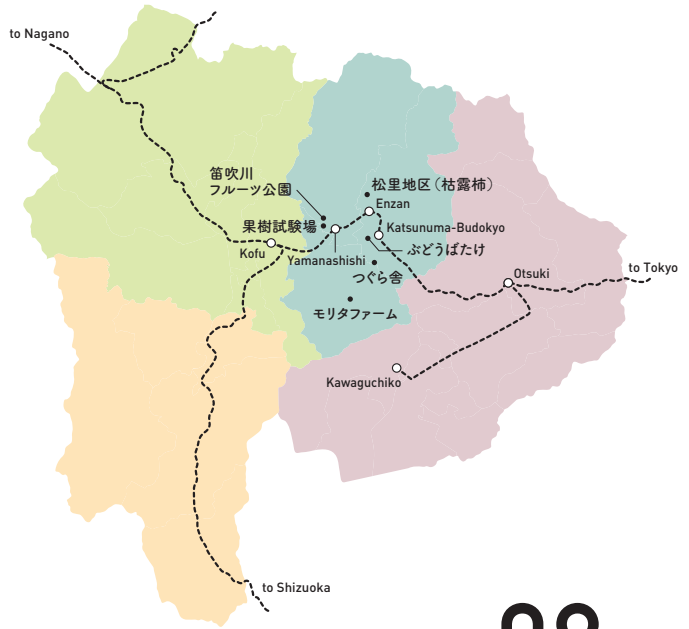 to Nagano
笛吹川
フルーツ公園
松里地区（枯露柿）
Enzan
果樹試験場
Katsunuma-Budokyo
Kofu
Yamanashishi
ぶどうばたけ
つぐら舎
Otsuki
to Tokyo
モリタファーム
Kawaguchiko
to Shizuoka